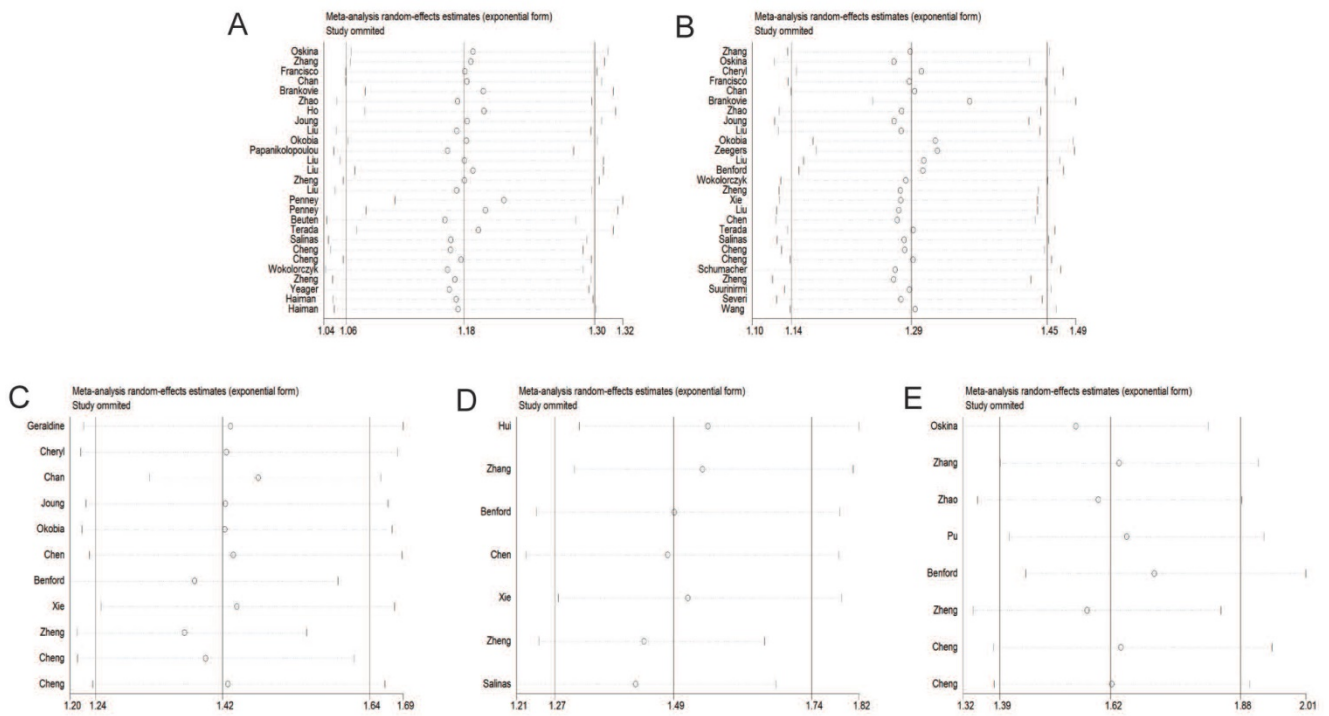 A
Meta-analysis random-effects estimates (exponential form)
Study ommited
Oskina
Zhang
Francisco
Chan
Brankovie
Zhao
Ho
Joung
Liu
Okobia
Papanikolopoulou
Liu
Liu
Zheng
Liu
Penney
Penney
Beuten
Terada
Salinas
Cheng
Cheng
Wokolorczyk
Zheng
Yeager
Haiman
Haiman
1.04 1.06 1.18 1.30 1.32
B
Meta-analysis random-effects estimates (exponential form)
Study ommited
Zhang
Oskina
Cheryl
Francisco
Chan
Brankovie
Zhao
Joung
Liu
Okobia
Zeegers
Liu
Benford
Wokolorczyk
Zheng
Xie
Liu
Chen
Terada
Salinas
Cheng
Cheng
Schumacher
Zheng
Suurinirmi
Severi
Wang
1.10 1.14 1.29 1.45 1.49
C
Meta-analysis random-effects estimates (exponential form)
Study ommited
Geraldine
Cheryl
Chan
Joung
Okobia
Chen
Benford
Xie
Zheng
Cheng
Cheng
1.20 1.24 1.42 1.64 1.69
D
Meta-analysis random-effects estimates (exponential form)
Study ommited
Hui
Zhang
Benford
Chen
Xie
Zheng
Salinas
1.21 1.27 1.49 1.74 1.82
E
Meta-analysis random-effects estimates (exponential form)
Study ommited
Oskina
Zhang
Zhao
Pu
Benford
Zheng
Cheng
Cheng
1.32 1.39 1.62 1.88 2.01